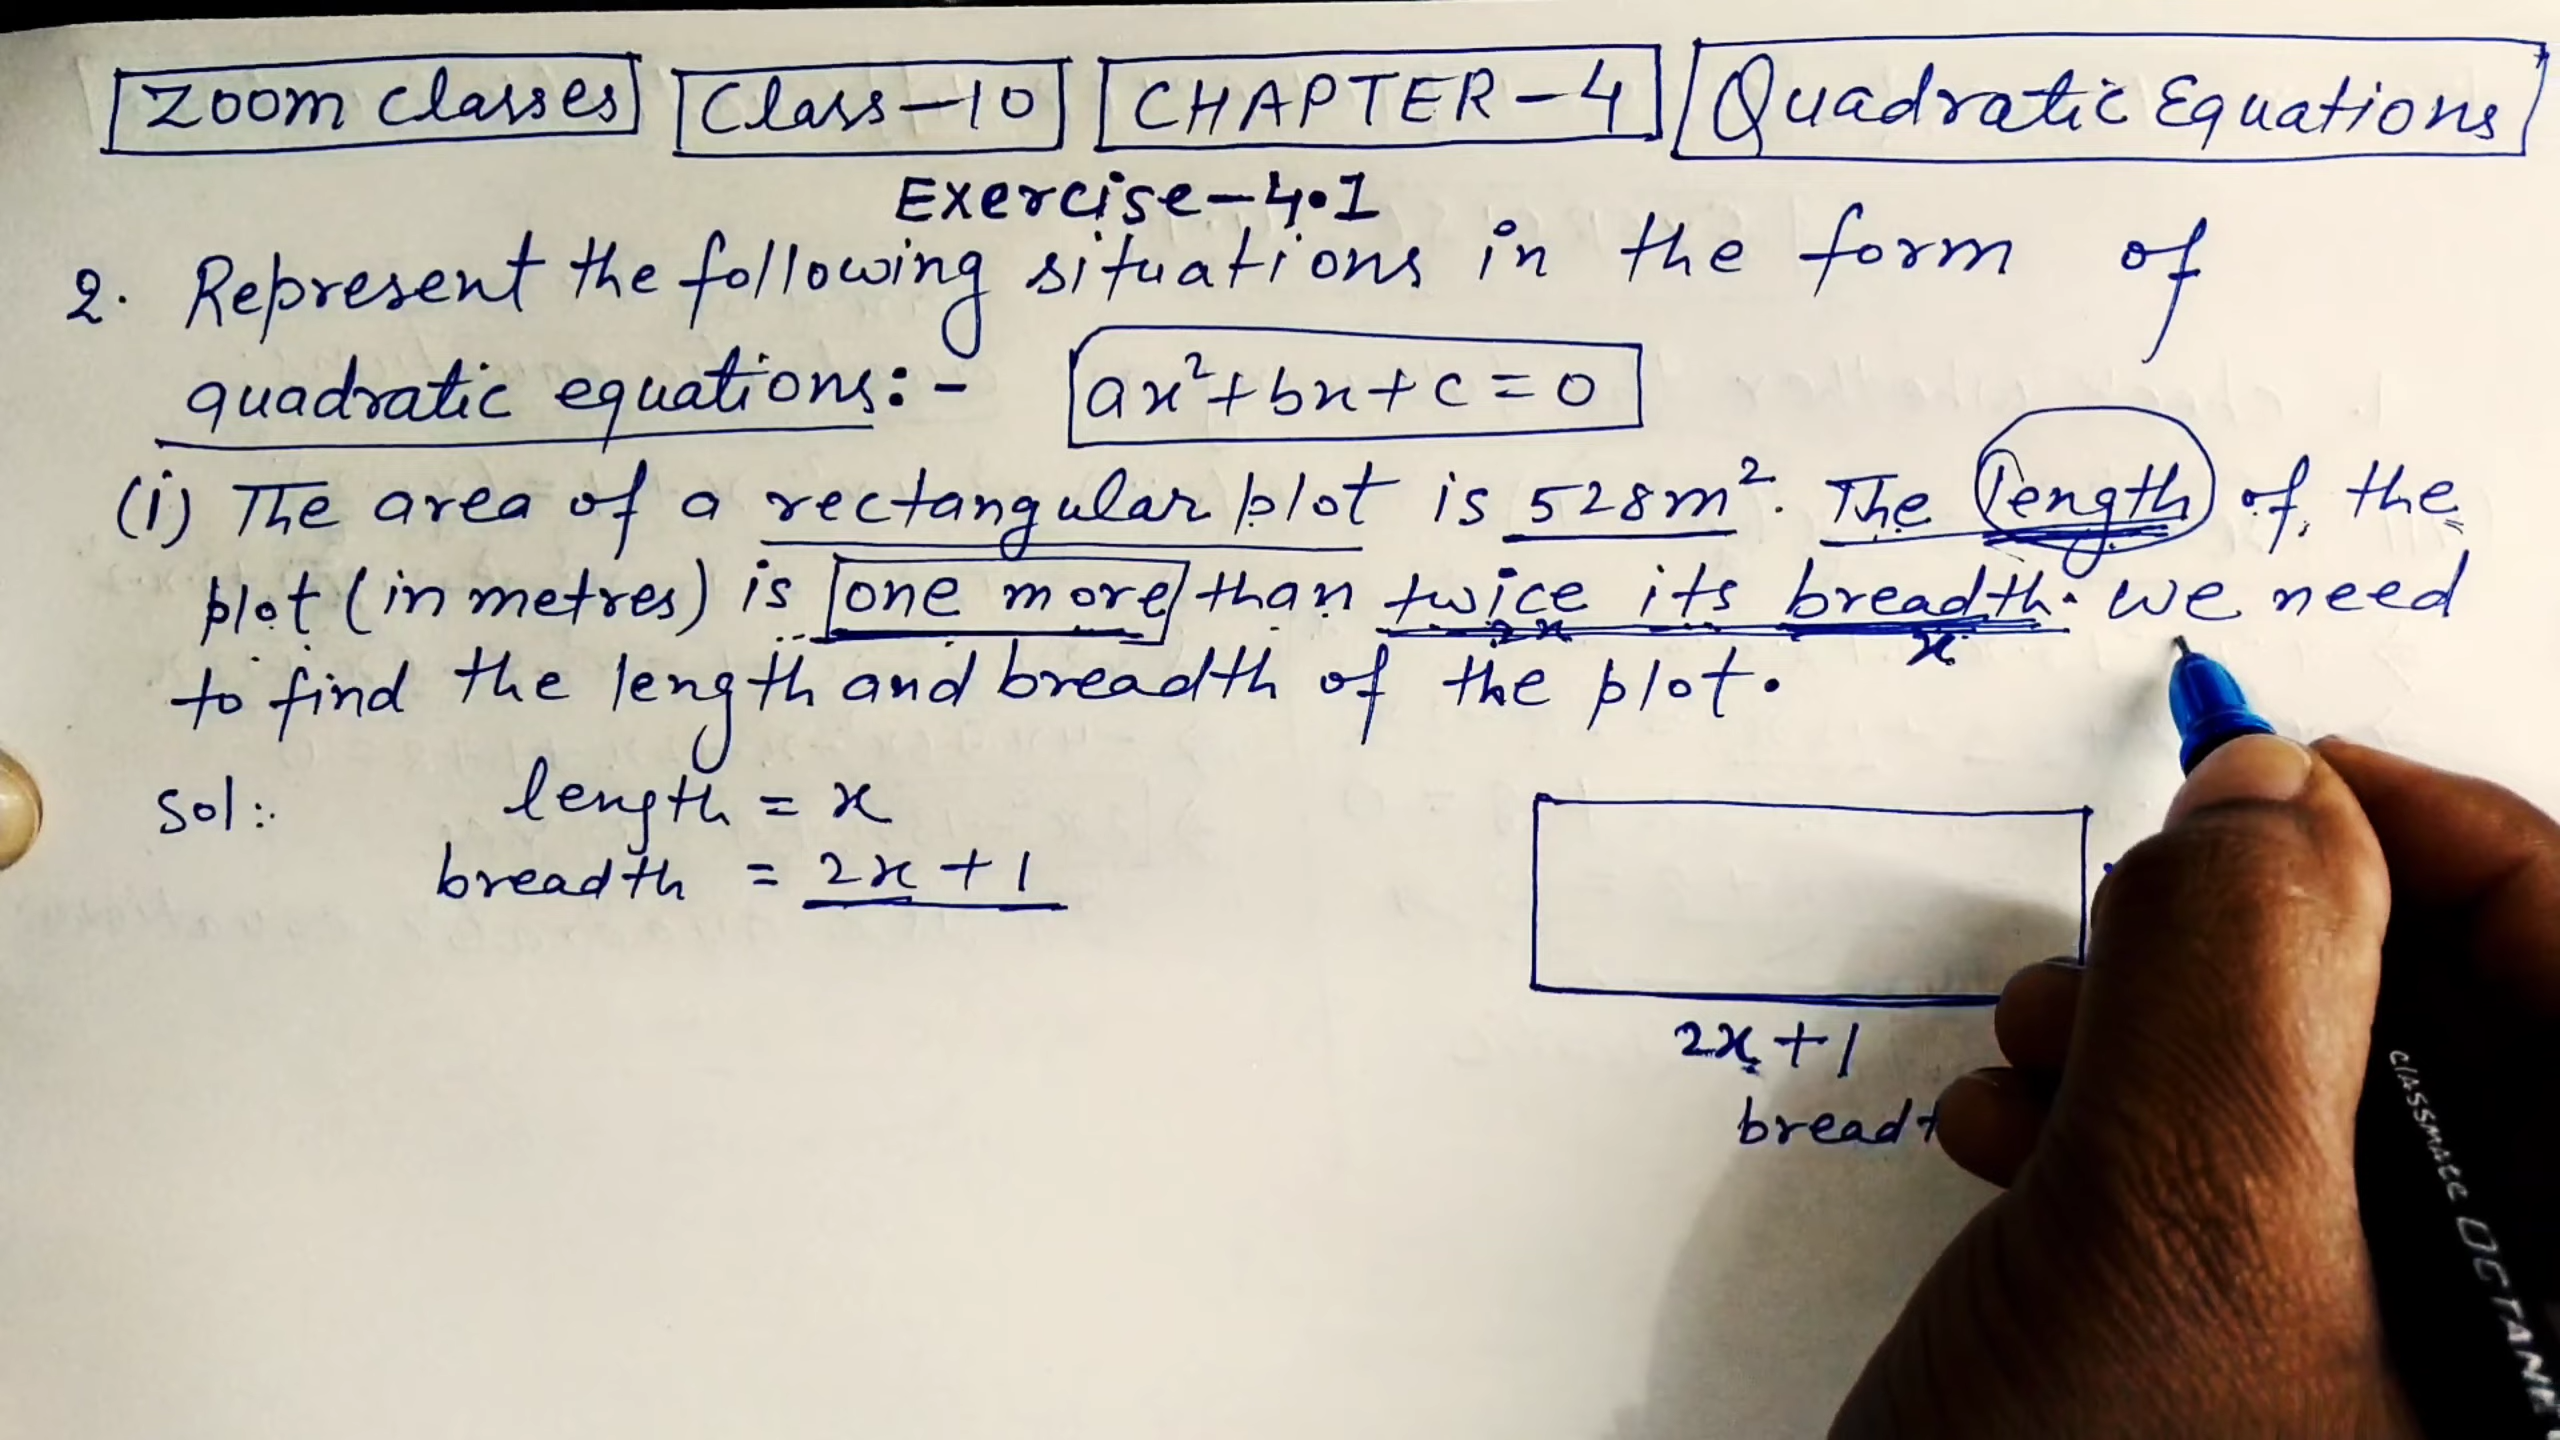 Zoom classes Class-10 CHAPTER-4 Quadratic Equations
Exercise-4.1
2. Represent the following situations in the form of
quadratic equations:- ax²+bx+c=0
(i) The area of a rectangular plot is 528m². The length of the
plot (in metres) is one more than twice its breadth. we need
2x x
to find the length and breadth of the plot.
Sol:. length = x
breadth = 2x+1
2x+1
classmate OCTANE